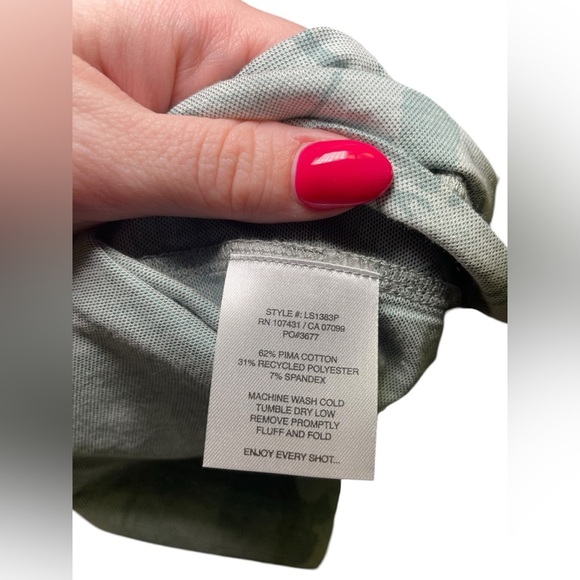 STYLE #: LS1383P
RN 107431 / CA 07099
PO#3677
62% PIMA COTTON
31% RECYCLED POLYESTER
7% SPANDEX
MACHINE WASH COLD
TUMBLE DRY LOW
REMOVE PROMPTLY
FLUFF AND FOLD
ENJOY EVERY SHOT...